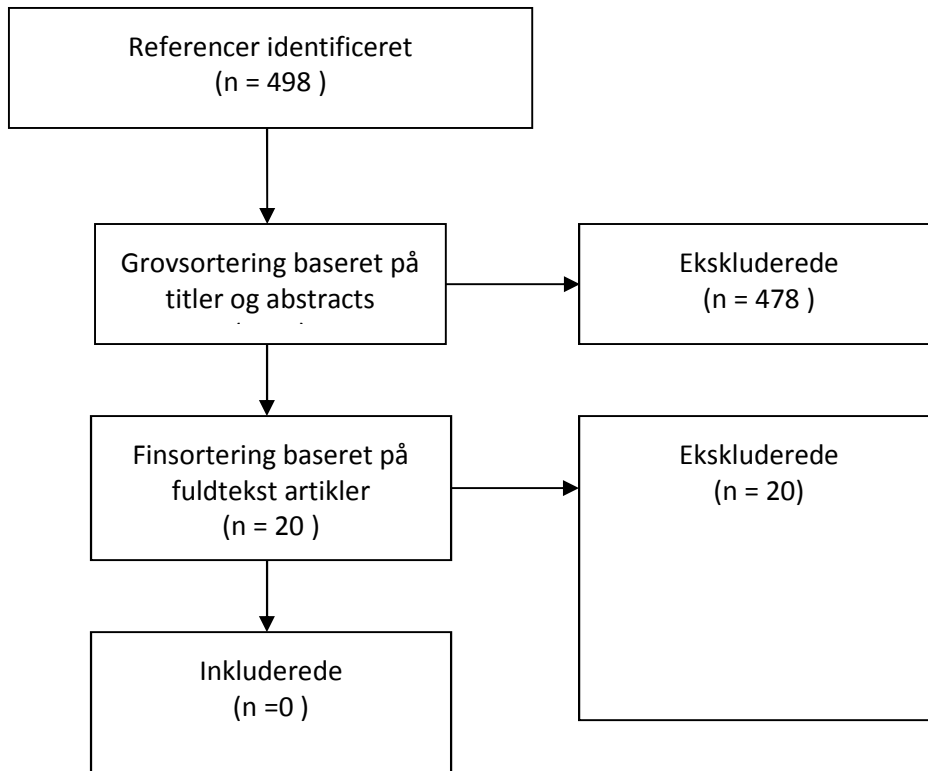 Referencer identificeret
(n = 498 )
Grovsortering baseret på
titler og abstracts
Ekskluderede
(n = 478 )
Finsortering baseret på
fuldtekst artikler
(n = 20 )
Ekskluderede
(n = 20)
Inkluderede
(n =0 )